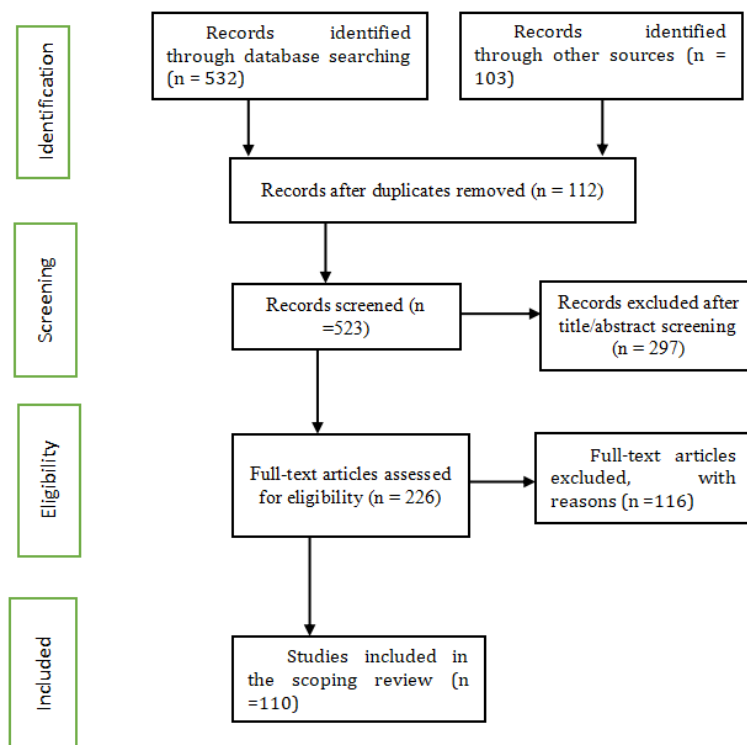 Identification
Records identified
through database searching
(n = 532)
Records identified
through other sources (n =
103)
Records after duplicates removed (n = 112)
Screening
Records screened (n
=523)
Records excluded after
title/abstract screening
(n = 297)
Eligibility
Full-text articles assessed
for eligibility (n = 226)
Full-text articles
excluded, with
reasons (n =116)
Included
Studies included in
the scoping review (n
=110)